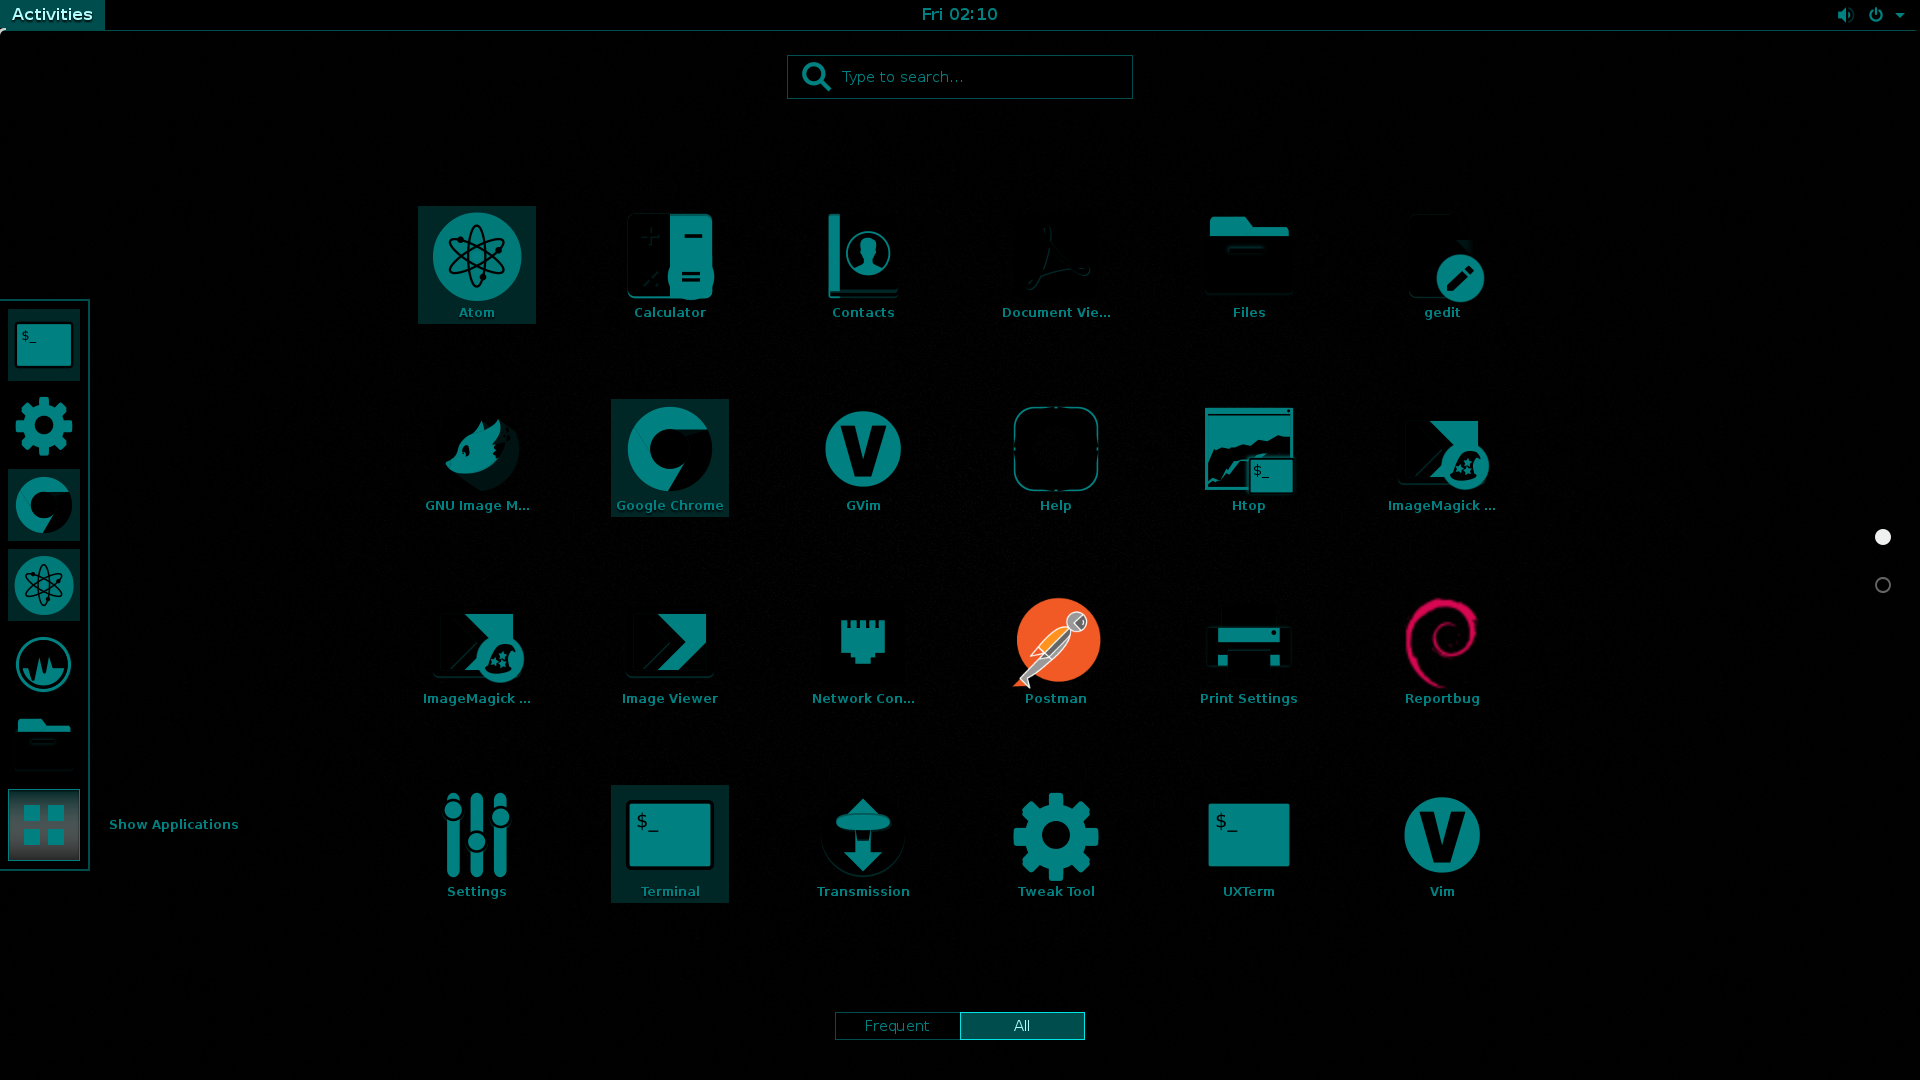 Activities
Fri 02:10
Type to search...
Atom
Calculator
Contacts
Document Vie...
Files
gedit
$_
GNU Image M...
Google Chrome
GVim
Help
$_
Htop
ImageMagick ...
ImageMagick ...
Image Viewer
Network Con...
Postman
Print Settings
Reportbug
Show Applications
Settings
$_
Terminal
Transmission
Tweak Tool
$_
UXTerm
Vim
Frequent
All